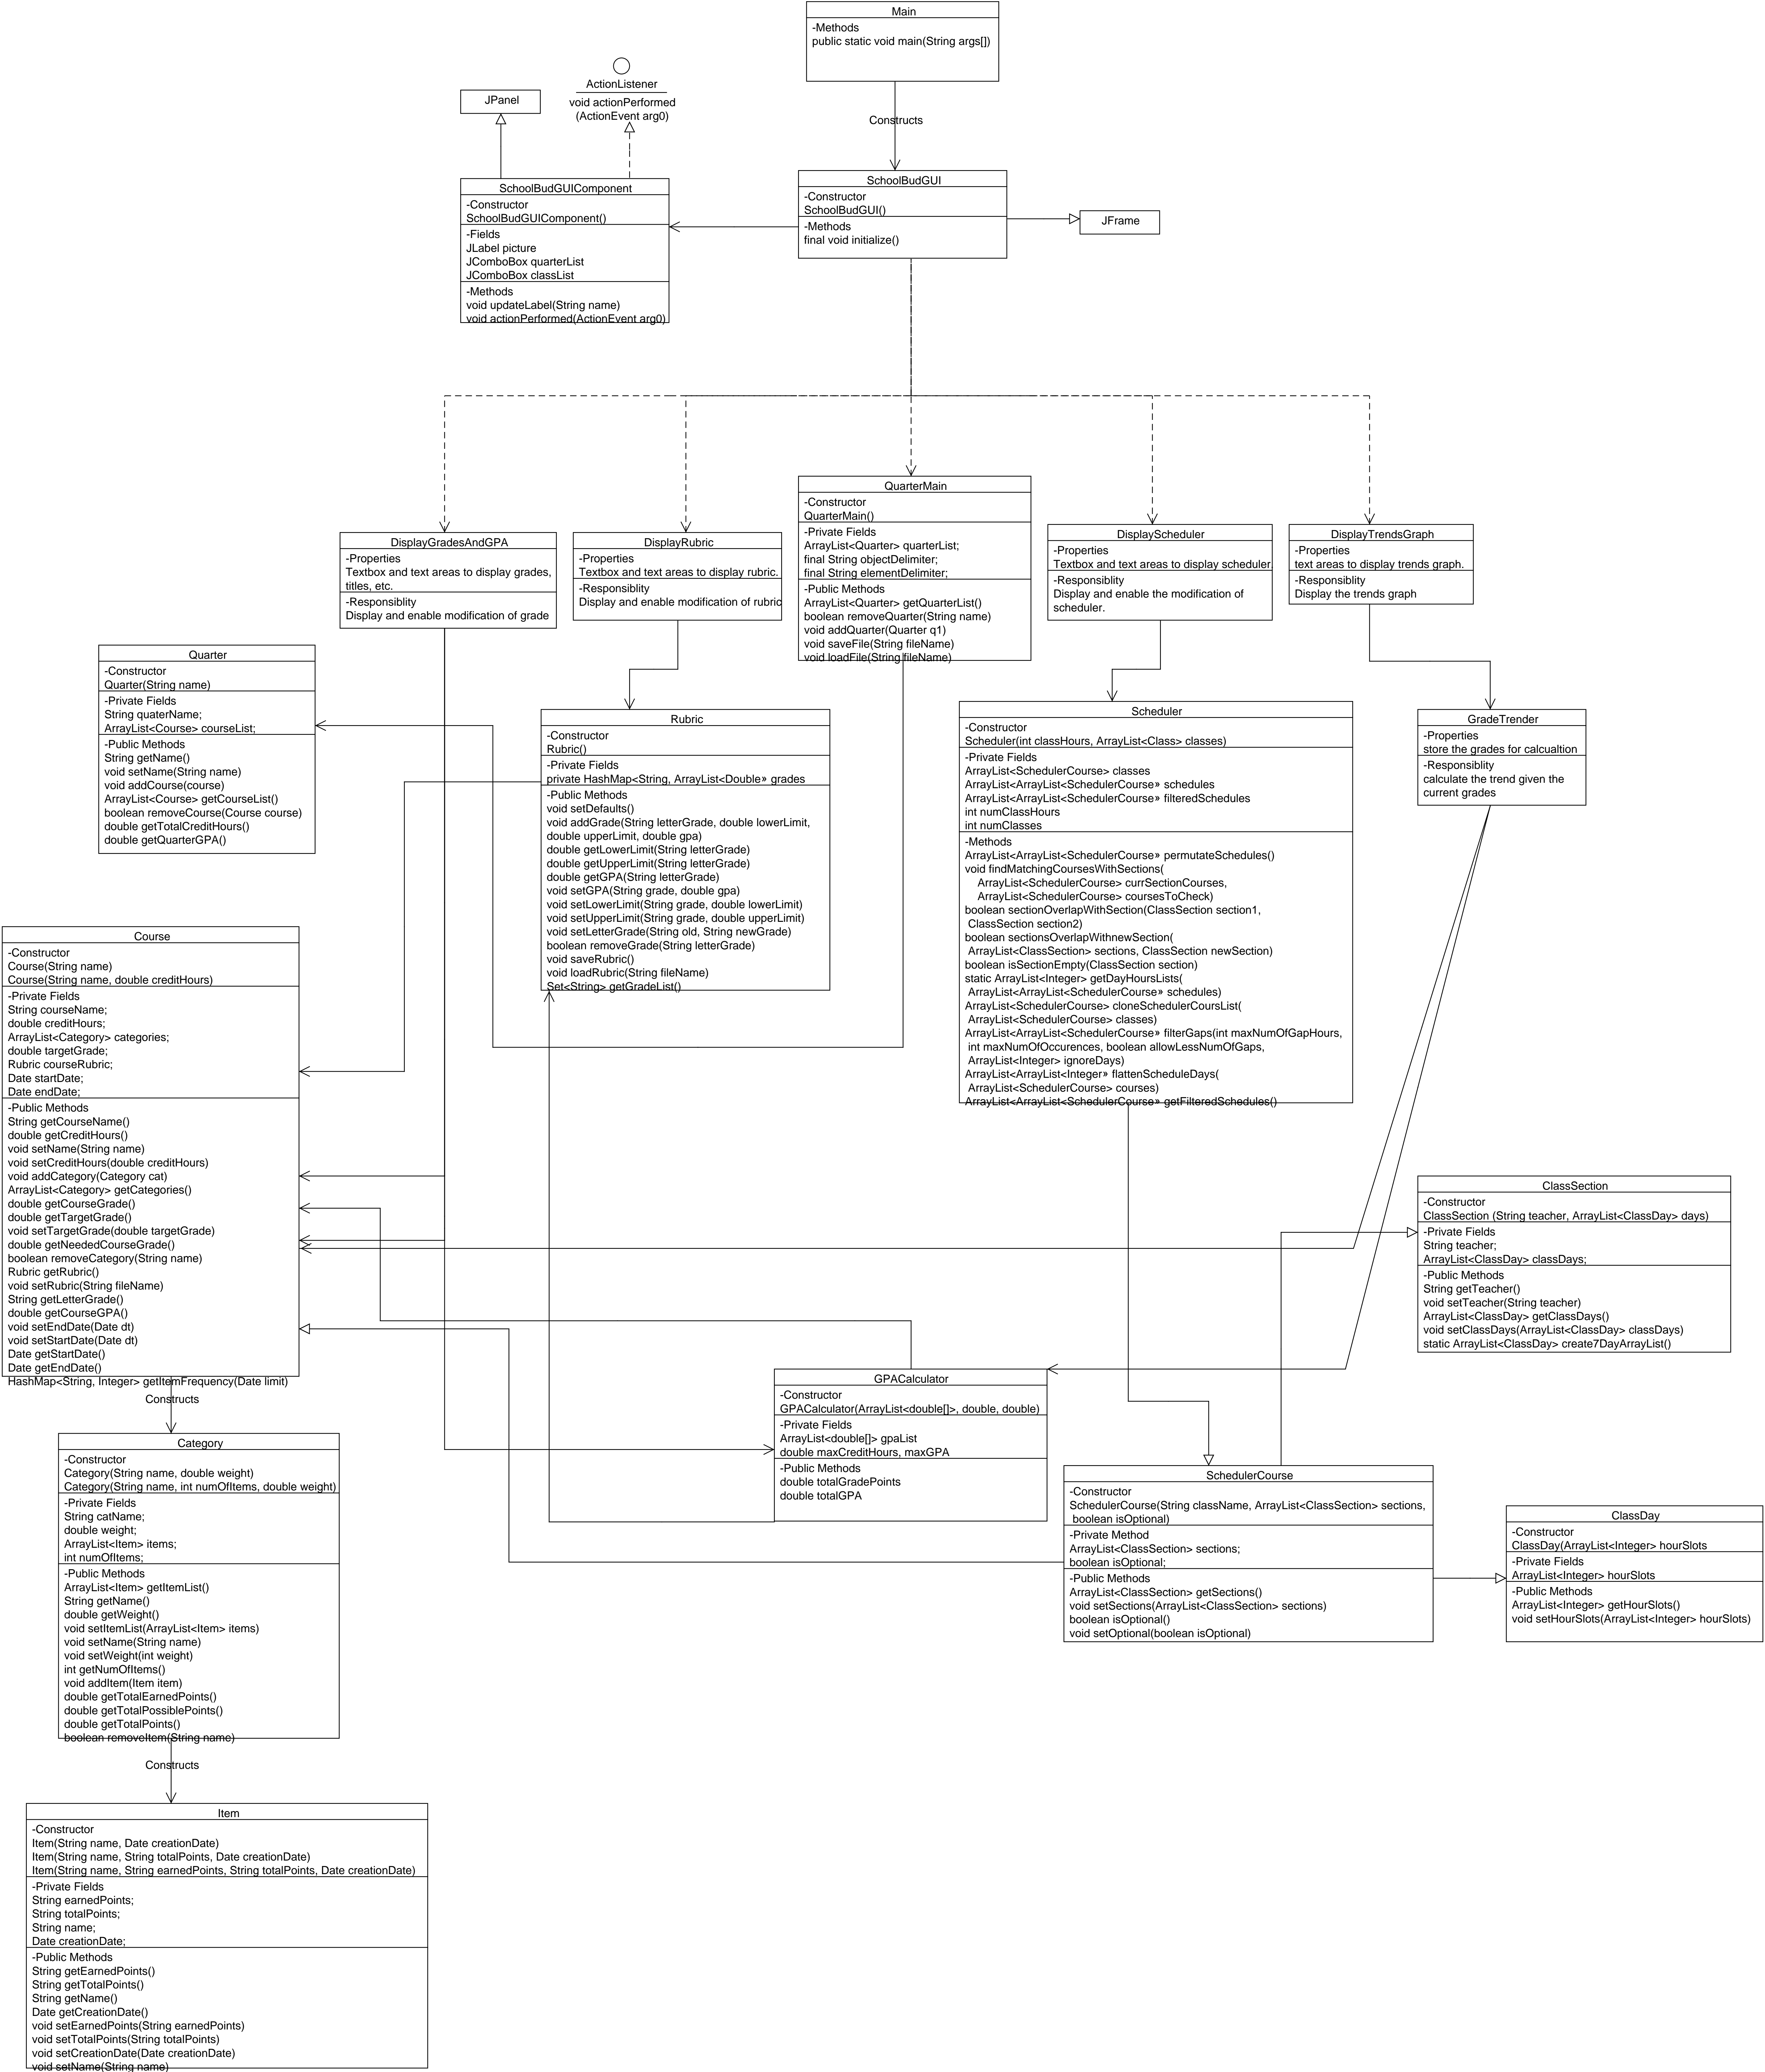 Main
-Methods
public static void main(String args[])
Constructs
ActionListener
void actionPerformed
(ActionEvent arg0)
JPanel
SchoolBudGUIComponent
-Constructor
SchoolBudGUIComponent()
-Fields
JLabel picture
JComboBox quarterList
JComboBox classList
-Methods
void updateLabel(String name)
void actionPerformed(ActionEvent arg0)
SchoolBudGUI
-Constructor
SchoolBudGUI()
-Methods
final void initialize()
JFrame
DisplayGradesAndGPA
-Properties
Textbox and text areas to display grades,
titles, etc.
-Responsiblity
Display and enable modification of grade
DisplayRubric
-Properties
Textbox and text areas to display rubric.
-Responsiblity
Display and enable modification of rubric
QuarterMain
-Constructor
QuarterMain()
-Private Fields
ArrayList<Quarter> quarterList;
final String objectDelimiter;
final String elementDelimiter;
-Public Methods
ArrayList<Quarter> getQuarterList()
boolean removeQuarter(String name)
void addQuarter(Quarter q1)
void saveFile(String fileName)
void loadFile(String fileName)
DisplayScheduler
-Properties
Textbox and text areas to display scheduler.
-Responsiblity
Display and enable the modification of
scheduler.
DisplayTrendsGraph
-Properties
text areas to display trends graph.
-Responsiblity
Display the trends graph
Quarter
-Constructor
Quarter(String name)
-Private Fields
String quaterName;
ArrayList<Course> courseList;
-Public Methods
String getName()
void setName(String name)
void addCourse(course)
ArrayList<Course> getCourseList()
boolean removeCourse(Course course)
double getTotalCreditHours()
double getQuarterGPA()
Rubric
-Constructor
Rubric()
-Private Fields
private HashMap<String, ArrayList<Double» grades
-Public Methods
void setDefaults()
void addGrade(String letterGrade, double lowerLimit,
double upperLimit, double gpa)
double getLowerLimit(String letterGrade)
double getUpperLimit(String letterGrade)
double getGPA(String letterGrade)
void setGPA(String grade, double gpa)
void setLowerLimit(String grade, double lowerLimit)
void setUpperLimit(String grade, double upperLimit)
void setLetterGrade(String old, String newGrade)
boolean removeGrade(String letterGrade)
void saveRubric()
void loadRubric(String fileName)
Set<String> getGradeList()
Scheduler
-Constructor
Scheduler(int classHours, ArrayList<Class> classes)
-Private Fields
ArrayList<SchedulerCourse> classes
ArrayList<ArrayList<SchedulerCourse» schedules
ArrayList<ArrayList<SchedulerCourse» filteredSchedules
int numClassHours
int numClasses
-Methods
ArrayList<ArrayList<SchedulerCourse» permutateSchedules()
void findMatchingCoursesWithSections(
ArrayList<SchedulerCourse> currSectionCourses,
ArrayList<SchedulerCourse> coursesToCheck)
boolean sectionOverlapWithSection(ClassSection section1,
ClassSection section2)
boolean sectionsOverlapWithnewSection(
ArrayList<ClassSection> sections, ClassSection newSection)
boolean isSectionEmpty(ClassSection section)
static ArrayList<Integer> getDayHoursLists(
ArrayList<ArrayList<SchedulerCourse» schedules)
ArrayList<SchedulerCourse> cloneSchedulerCoursList(
ArrayList<SchedulerCourse> classes)
ArrayList<ArrayList<SchedulerCourse» filterGaps(int maxNumOfGapHours,
int maxNumOfOccurences, boolean allowLessNumOfGaps,
ArrayList<Integer> ignoreDays)
ArrayList<ArrayList<Integer» flattenScheduleDays(
ArrayList<SchedulerCourse> courses)
ArrayList<ArrayList<SchedulerCourse» getFilteredSchedules()
GradeTrender
-Properties
store the grades for calcualtion
-Responsiblity
calculate the trend given the
current grades
Course
-Constructor
Course(String name)
Course(String name, double creditHours)
-Private Fields
String courseName;
double creditHours;
ArrayList<Category> categories;
double targetGrade;
Rubric courseRubric;
Date startDate;
Date endDate;
-Public Methods
String getCourseName()
double getCreditHours()
void setName(String name)
void setCreditHours(double creditHours)
void addCategory(Category cat)
ArrayList<Category> getCategories()
double getCourseGrade()
double getTargetGrade()
void setTargetGrade(double targetGrade)
double getNeededCourseGrade()
boolean removeCategory(String name)
Rubric getRubric()
void setRubric(String fileName)
String getLetterGrade()
double getCourseGPA()
void setEndDate(Date dt)
void setStartDate(Date dt)
Date getStartDate()
Date getEndDate()
HashMap<String, Integer> getItemFrequency(Date limit)
Constructs
ClassSection
-Constructor
ClassSection (String teacher, ArrayList<ClassDay> days)
-Private Fields
String teacher;
ArrayList<ClassDay> classDays;
-Public Methods
String getTeacher()
void setTeacher(String teacher)
ArrayList<ClassDay> getClassDays()
void setClassDays(ArrayList<ClassDay> classDays)
static ArrayList<ClassDay> create7DayArrayList()
GPACalculator
-Constructor
GPACalculator(ArrayList<double[]>, double, double)
-Private Fields
ArrayList<double[]> gpaList
double maxCreditHours, maxGPA
-Public Methods
double totalGradePoints
double totalGPA
Category
-Constructor
Category(String name, double weight)
Category(String name, int numOfItems, double weight)
-Private Fields
String catName;
double weight;
ArrayList<Item> items;
int numOfItems;
-Public Methods
ArrayList<Item> getItemList()
String getName()
double getWeight()
void setItemList(ArrayList<Item> items)
void setName(String name)
void setWeight(int weight)
int getNumOfItems()
void addItem(Item item)
double getTotalEarnedPoints()
double getTotalPossiblePoints()
double getTotalPoints()
boolean removeItem(String name)
Constructs
SchedulerCourse
-Constructor
SchedulerCourse(String className, ArrayList<ClassSection> sections,
boolean isOptional)
-Private Method
ArrayList<ClassSection> sections;
boolean isOptional;
-Public Methods
ArrayList<ClassSection> getSections()
void setSections(ArrayList<ClassSection> sections)
boolean isOptional()
void setOptional(boolean isOptional)
ClassDay
-Constructor
ClassDay(ArrayList<Integer> hourSlots
-Private Fields
ArrayList<Integer> hourSlots
-Public Methods
ArrayList<Integer> getHourSlots()
void setHourSlots(ArrayList<Integer> hourSlots)
Item
-Constructor
Item(String name, Date creationDate)
Item(String name, String totalPoints, Date creationDate)
Item(String name, String earnedPoints, String totalPoints, Date creationDate)
-Private Fields
String earnedPoints;
String totalPoints;
String name;
Date creationDate;
-Public Methods
String getEarnedPoints()
String getTotalPoints()
String getName()
Date getCreationDate()
void setEarnedPoints(String earnedPoints)
void setTotalPoints(String totalPoints)
void setCreationDate(Date creationDate)
void setName(String name)